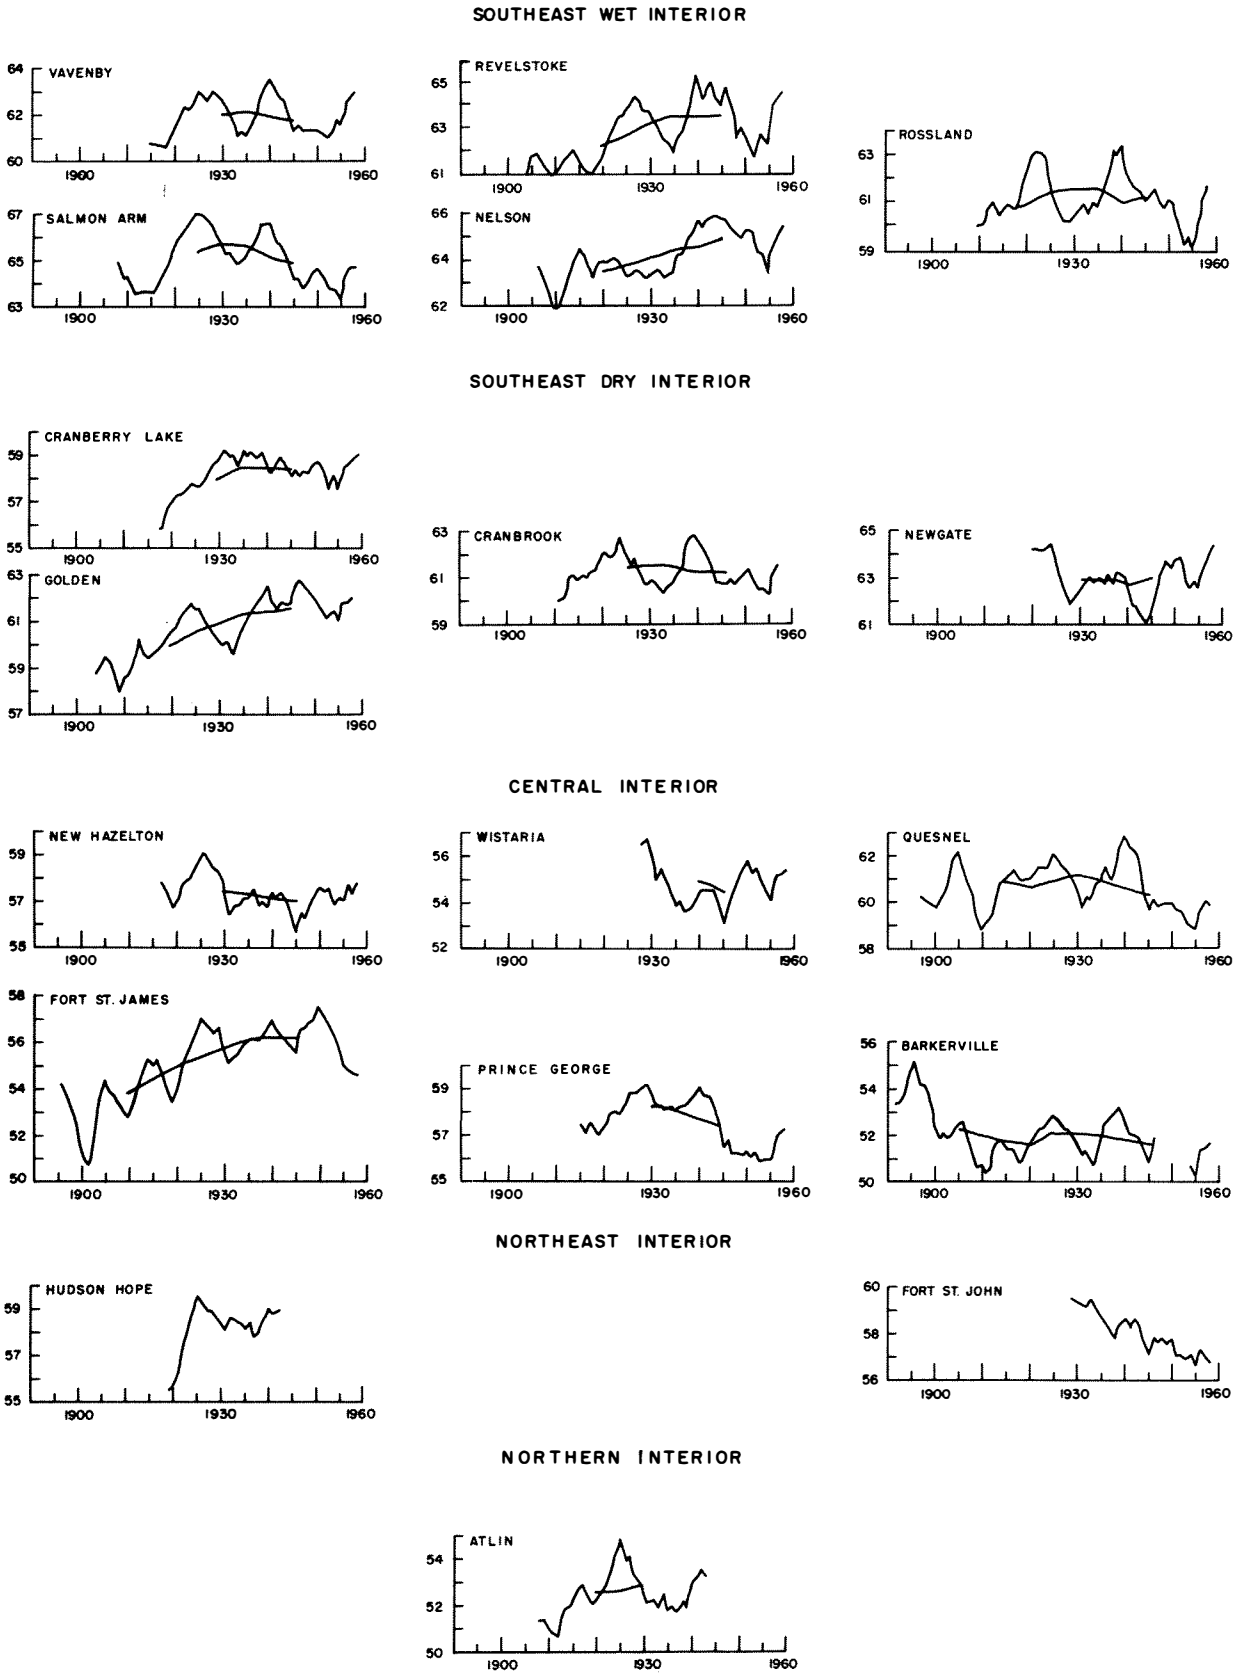 SOUTHEAST WET INTERIOR
VAVENBY
64
62
60
1900 1930 1960
REVELSTOKE
65
63
61
1900 1930 1960
ROSSLAND
63
61
59
1900 1930 1960
SALMON ARM
67
65
63
1900 1930 1960
NELSON
66
64
62
1900 1930 1960
SOUTHEAST DRY INTERIOR
CRANBERRY LAKE
59
57
55
1900 1930 1960
CRANBROOK
63
61
59
1900 1930 1960
NEWGATE
65
63
61
1900 1930 1960
GOLDEN
63
61
59
57
1900 1930 1960
CENTRAL INTERIOR
NEW HAZELTON
59
57
55
1900 1930 1960
WISTARIA
56
54
52
1900 1930 1960
QUESNEL
62
60
58
1900 1930 1960
FORT ST. JAMES
58
56
54
52
50
1900 1930 1960
PRINCE GEORGE
59
57
55
1900 1930 1960
BARKERVILLE
56
54
52
50
1900 1930 1960
NORTHEAST INTERIOR
HUDSON HOPE
59
57
55
1900 1930 1960
FORT ST. JOHN
60
58
56
1900 1930 1960
NORTHERN INTERIOR
ATLIN
54
52
50
1900 1930 1960